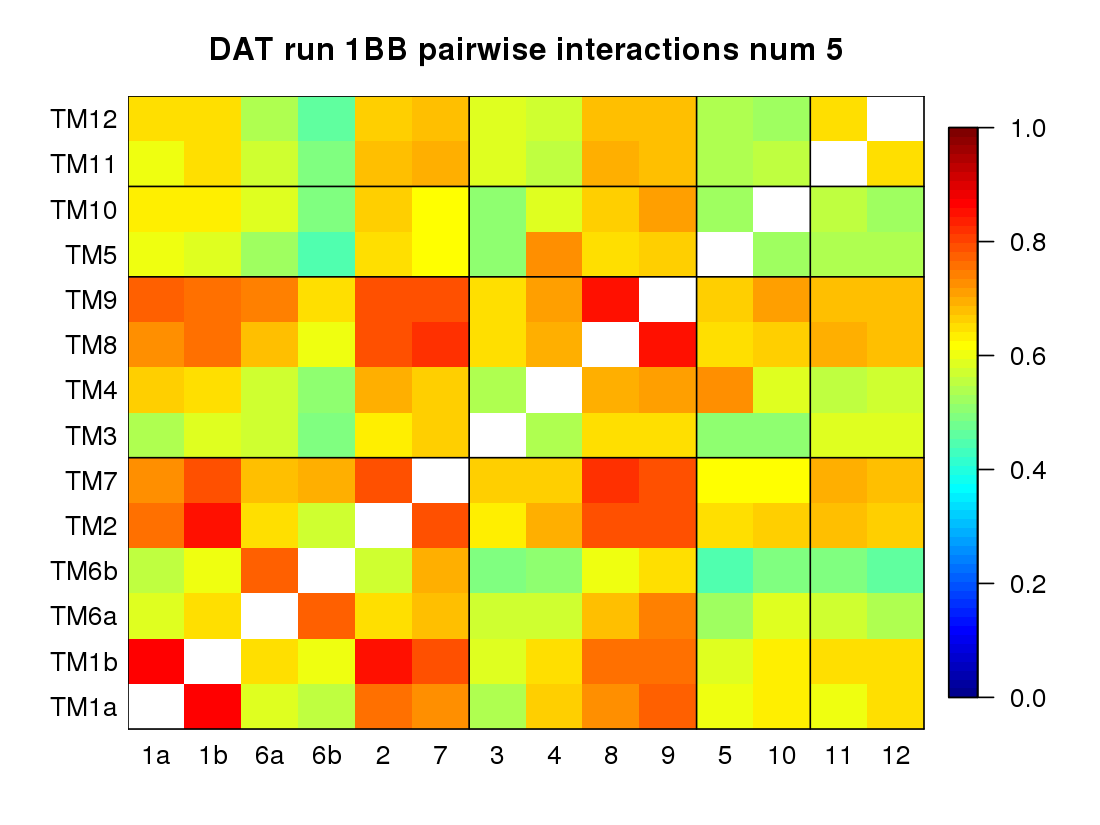 DAT run 1BB pairwise interactions num 5
TM12
TM11
TM10
TM5
TM9
TM8
TM4
TM3
TM7
TM2
TM6b
TM6a
TM1b
TM1a
1a 1b 6a 6b 2 7 3 4 8 9 5 10 11 12
1.0
0.8
0.6
0.4
0.2
0.0